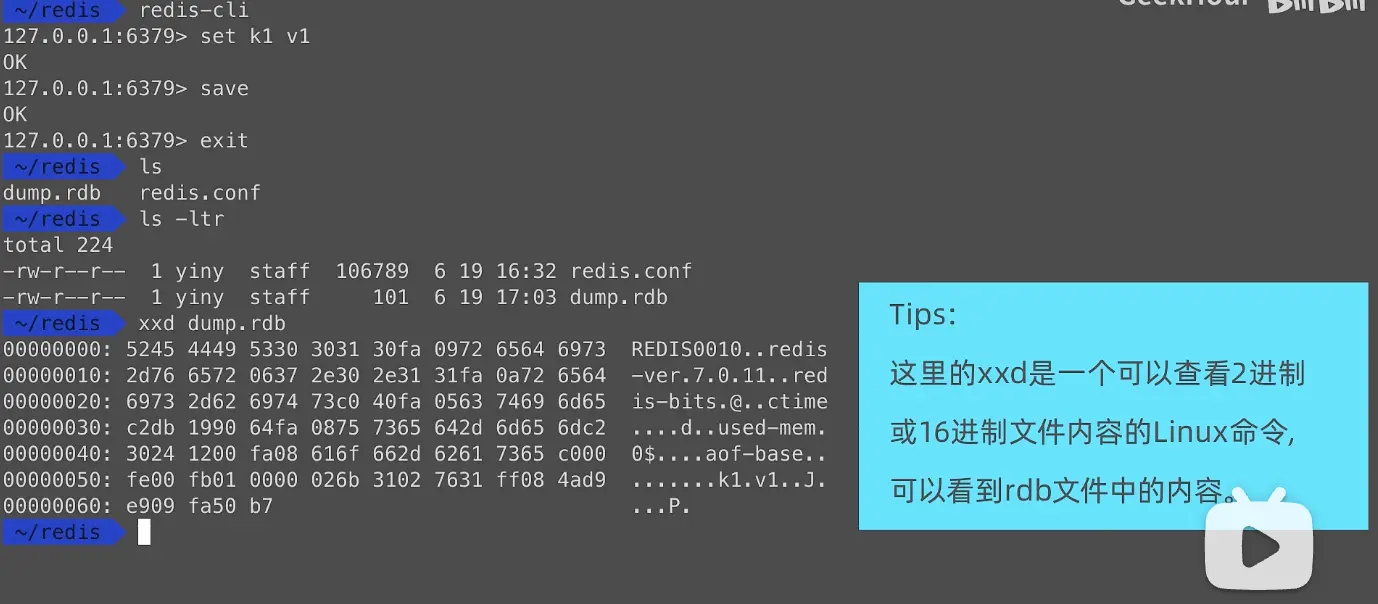 ~/redis redis-cli
127.0.0.1:6379> set k1 v1
OK
127.0.0.1:6379> save
OK
127.0.0.1:6379> exit
~/redis ls
dump.rdb redis.conf
~/redis ls -ltr
total 224
-rw-r--r-- 1 yiny staff 106789 6 19 16:32 redis.conf
-rw-r--r-- 1 yiny staff 101 6 19 17:03 dump.rdb
~/redis xxd dump.rdb
00000000: 5245 4449 5330 3031 30fa 0972 6564 6973 REDIS0010..redis
00000010: 2d76 6572 0637 2e30 2e31 31fa 0a72 6564 -ver.7.0.11..red
00000020: 6973 2d62 6974 73c0 40fa 0563 7469 6d65 is-bits.@..ctime
00000030: c2db 1990 64fa 0875 7365 642d 6d65 6dc2 ....d..used-mem.
00000040: 3024 1200 fa08 616f 662d 6261 7365 c000 0$....aof-base..
00000050: fe00 fb01 0000 026b 3102 7631 ff08 4ad9 .......k1.v1..J.
00000060: e909 fa50 b7 ...P.
~/redis
GeekHour
Tips:
这里的xxd是一个可以查看2进制
或16进制文件内容的Linux命令,
可以看到rdb文件中的内容。